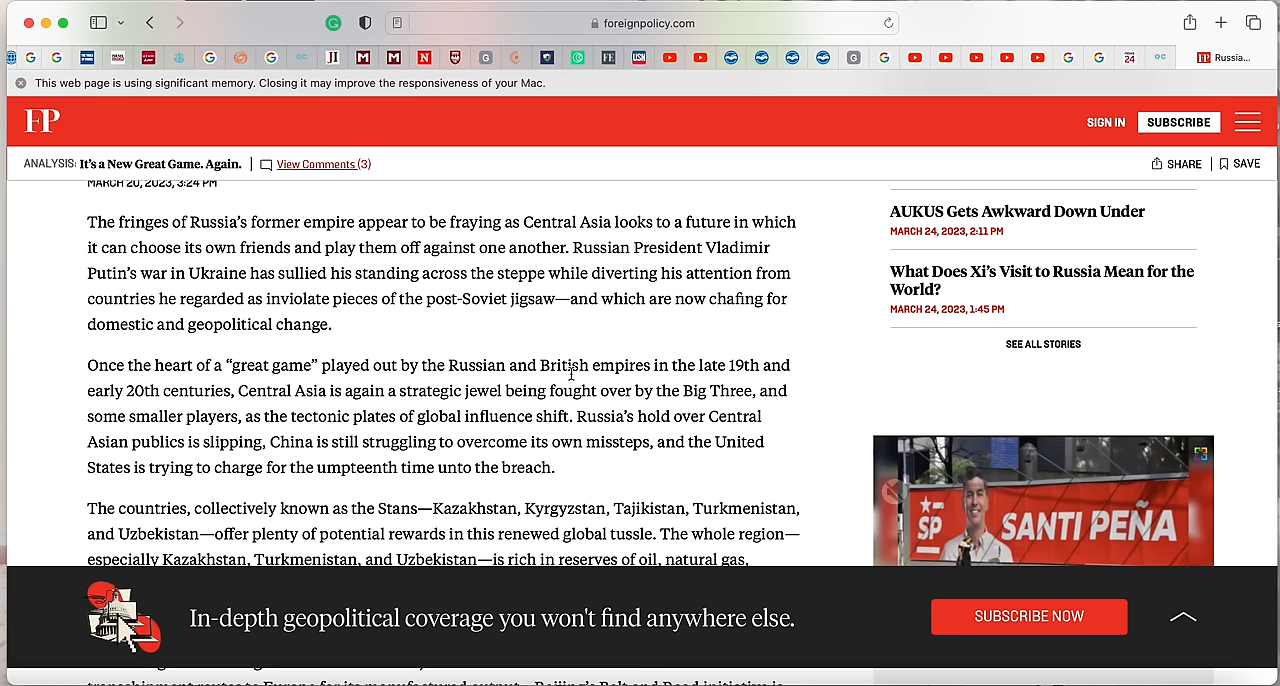 foreignpolicy.com
Russia...
This web page is using significant memory. Closing it may improve the responsiveness of your Mac.
FP
SIGN IN
SUBSCRIBE
ANALYSIS: It's a New Great Game. Again.
View Comments (3)
SHARE
SAVE
MARCH 20, 2023, 3:24 PM
The fringes of Russia's former empire appear to be fraying as Central Asia looks to a future in which
it can choose its own friends and play them off against one another. Russian President Vladimir
Putin's war in Ukraine has sullied his standing across the steppe while diverting his attention from
countries he regarded as inviolate pieces of the post-Soviet jigsaw—and which are now chafing for
domestic and geopolitical change.
Once the heart of a “great game” played out by the Russian and British empires in the late 19th and
early 20th centuries, Central Asia is again a strategic jewel being fought over by the Big Three, and
some smaller players, as the tectonic plates of global influence shift. Russia's hold over Central
Asian publics is slipping, China is still struggling to overcome its own missteps, and the United
States is trying to charge for the umpteenth time unto the breach.
The countries, collectively known as the Stans—Kazakhstan, Kyrgyzstan, Tajikistan, Turkmenistan,
and Uzbekistan—offer plenty of potential rewards in this renewed global tussle. The whole region—
especially Kazakhstan, Turkmenistan, and Uzbekistan—is rich in reserves of oil, natural gas,
AUKUS Gets Awkward Down Under
MARCH 24, 2023, 2:11 PM
What Does Xi's Visit to Russia Mean for the
World?
MARCH 24, 2023, 1:45 PM
SEE ALL STORIES
SP
SANTI PEÑA
In-depth geopolitical coverage you won't find anywhere else.
SUBSCRIBE NOW
transshipment routes to Europe for its manufactured output. Beijing's Belt and Road initiative is